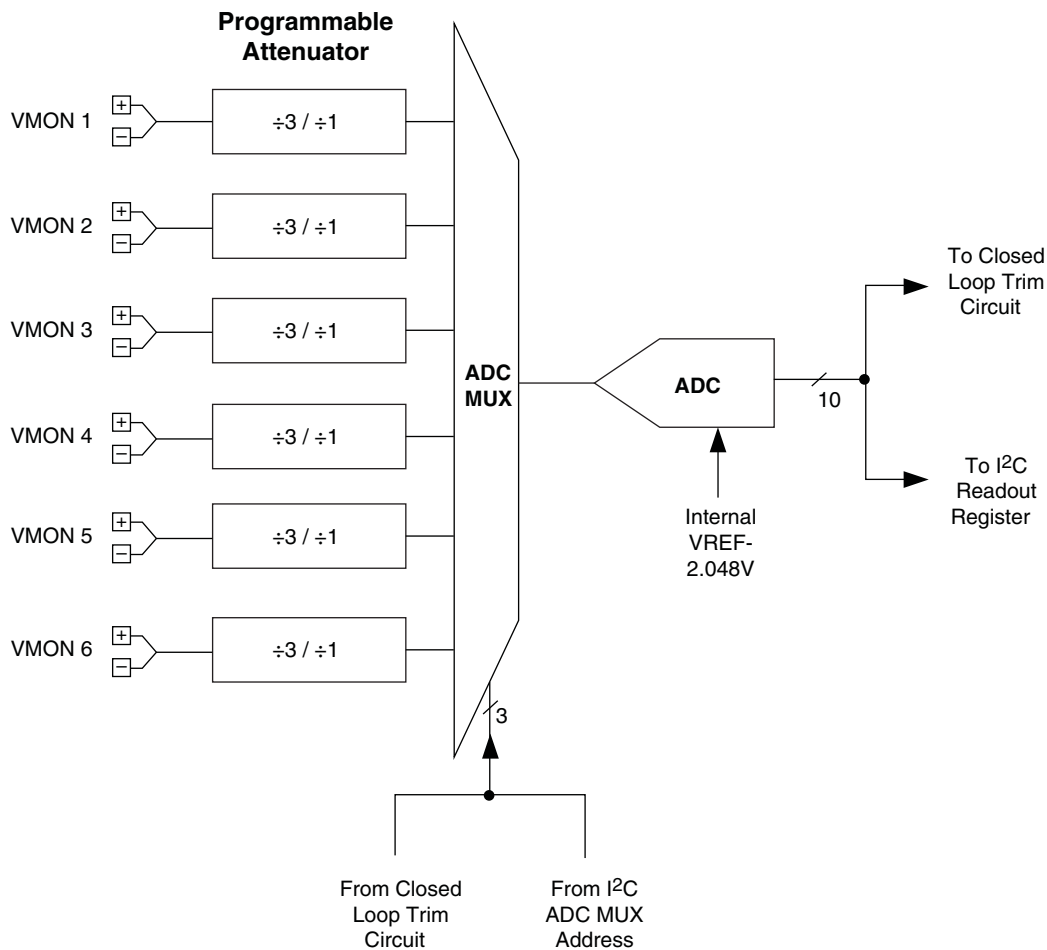 Programmable
Attenuator
VMON 1
+
−
÷3 / ÷1
VMON 2
+
−
÷3 / ÷1
VMON 3
+
−
÷3 / ÷1
VMON 4
+
−
÷3 / ÷1
VMON 5
+
−
÷3 / ÷1
VMON 6
+
−
÷3 / ÷1
ADC
MUX
ADC
10
To Closed
Loop Trim
Circuit
To I²C
Readout
Register
Internal
VREF-
2.048V
3
From Closed
Loop Trim
Circuit
From I²C
ADC MUX
Address